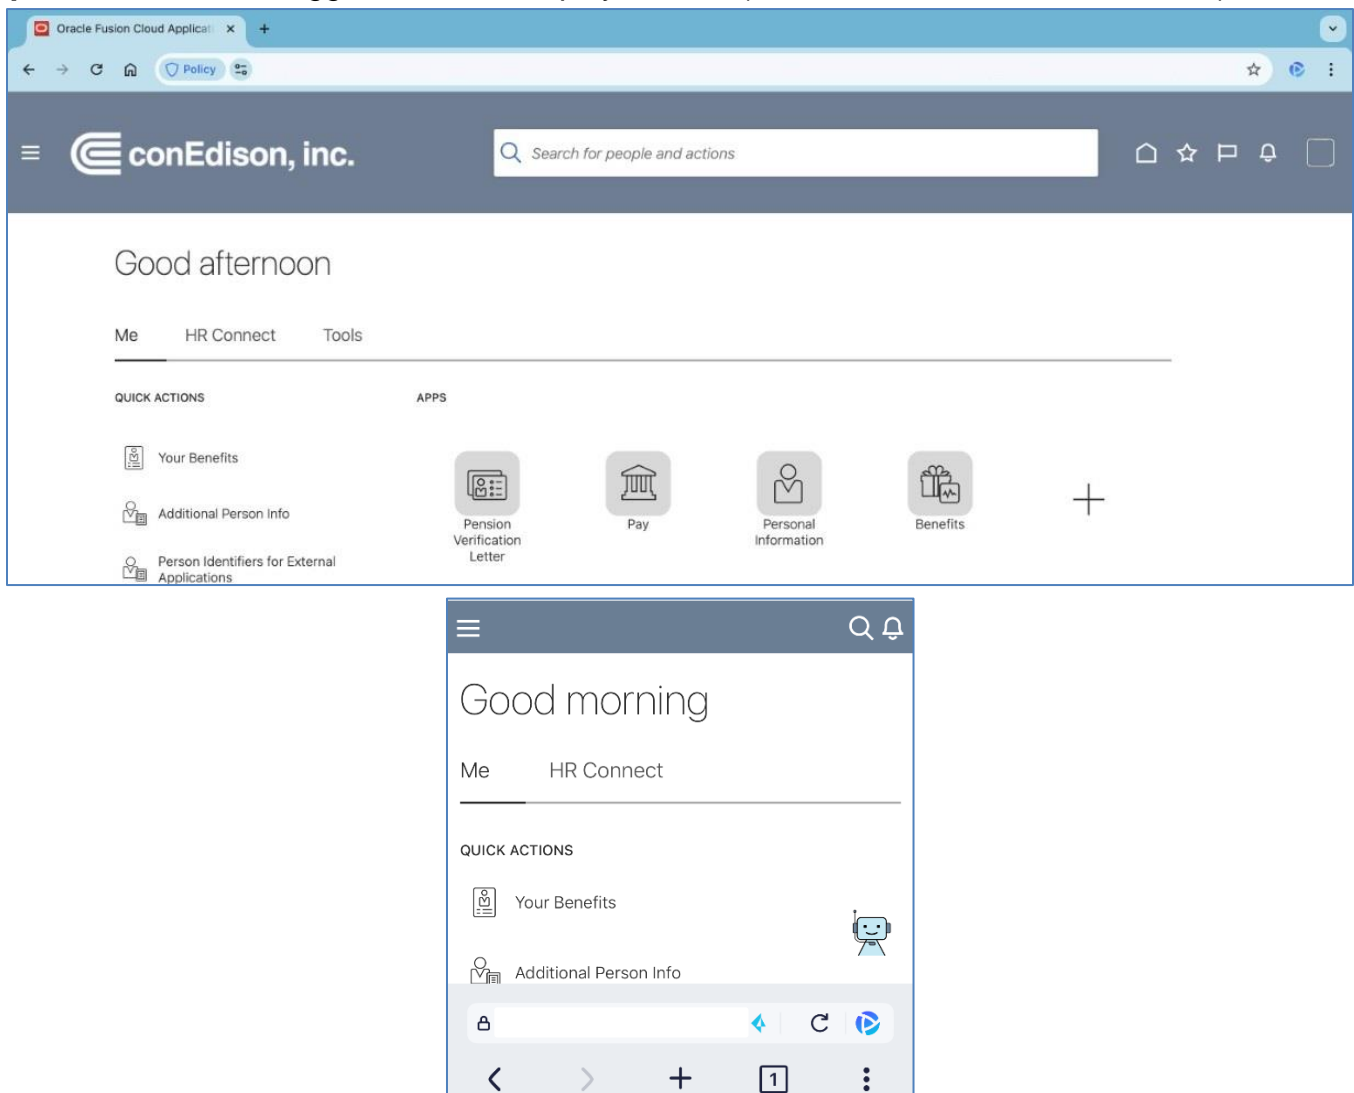 Oracle Fusion Cloud Applicati
Policy
conEdison, inc.
Search for people and actions
Good afternoon
Me HR Connect Tools
QUICK ACTIONS APPS
Your Benefits
Additional Person Info
Person Identifiers for External
Applications
Pension
Verification
Letter
Pay
Personal
Information
Benefits
Good morning
Me HR Connect
QUICK ACTIONS
Your Benefits
Additional Person Info
1